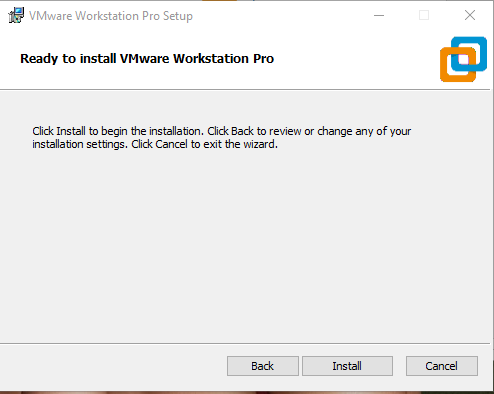 VMware Workstation Pro Setup
Ready to install VMware Workstation Pro
Click Install to begin the installation. Click Back to review or change any of your
installation settings. Click Cancel to exit the wizard.
Back Install Cancel